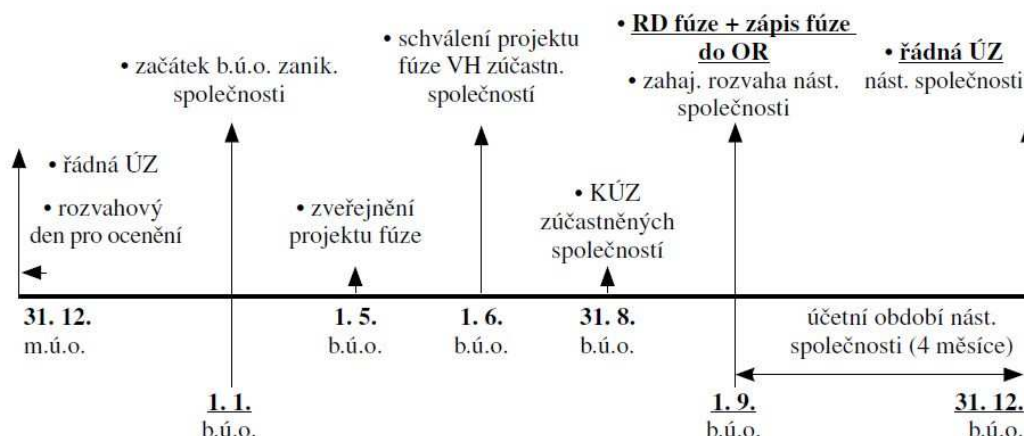 • začátek b.ú.o. zanik.
společnosti
• schválení projektu
fúze VH zúčastn.
společností
• RD fúze + zápis fúze
do OR
• zahaj. rozvaha nást.
společnosti
• řádná ÚZ
nást. společnosti
• řádná ÚZ
• rozvahový
den pro ocenění
• zveřejnění
projektu fúze
• KÚZ
zúčastněných
společností
31. 12.
m.ú.o.
1. 5.
b.ú.o.
1. 6.
b.ú.o.
31. 8.
b.ú.o.
účetní období nást.
společnosti (4 měsíce)
1. 1.
b.ú.o.
1. 9.
b.ú.o.
31. 12.
b.ú.o.